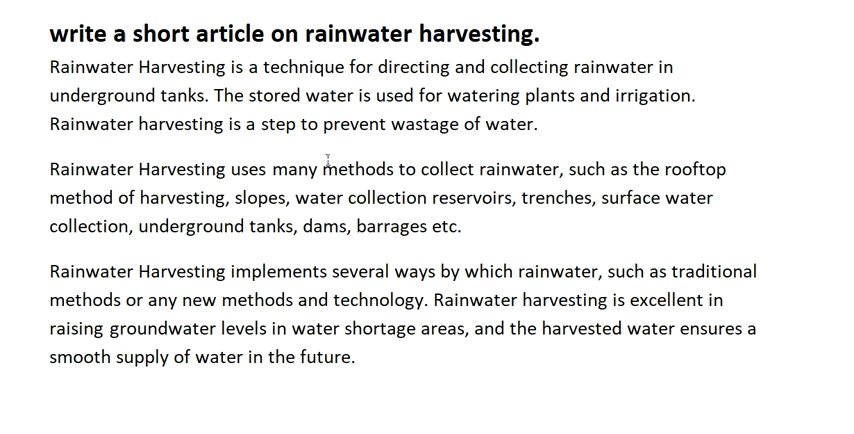 write a short article on rainwater harvesting.
Rainwater Harvesting is a technique for directing and collecting rainwater in
underground tanks. The stored water is used for watering plants and irrigation.
Rainwater harvesting is a step to prevent wastage of water.
Rainwater Harvesting uses many methods to collect rainwater, such as the rooftop
method of harvesting, slopes, water collection reservoirs, trenches, surface water
collection, underground tanks, dams, barrages etc.
Rainwater Harvesting implements several ways by which rainwater, such as traditional
methods or any new methods and technology. Rainwater harvesting is excellent in
raising groundwater levels in water shortage areas, and the harvested water ensures a
smooth supply of water in the future.